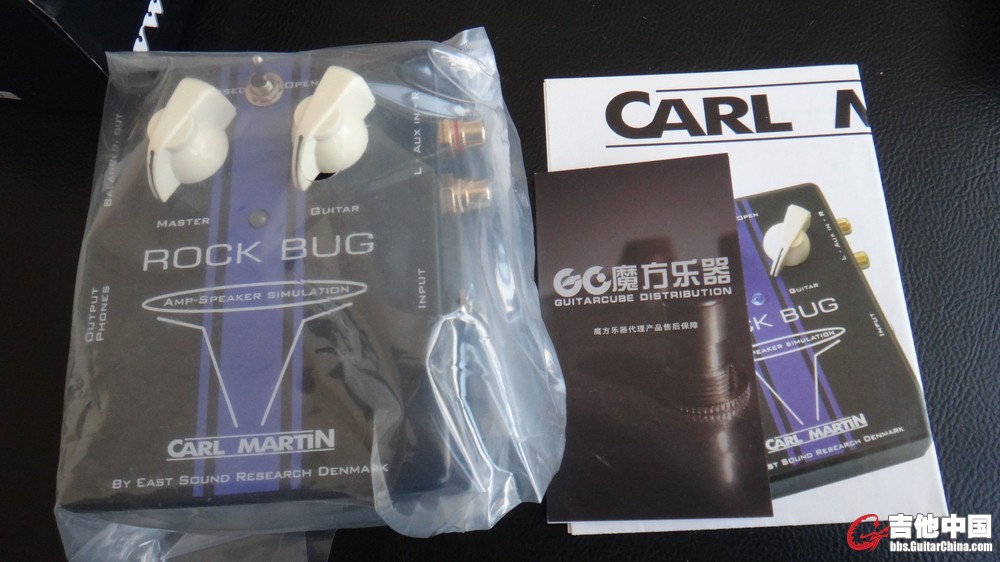 OPEN
MASTER
GUITAR
L - AUX IN - R
BALANCED OUT
ROCK BUG
AMP-SPEAKER SIMULATION
OUTPUT
PHONES
INPUT
CARL MARTIN
BY EAST SOUND RESEARCH DENMARK
GC魔方乐器
GUITARCUBE DISTRIBUTION
魔方乐器代理产品售后保障
CARL
OPEN
L - AUX IN - R
GUITAR
BUG
INPUT
SPEAKER SIMULATION
CARL MARTIN
EAST SOUND RESEARCH DENMARK
吉他中国
bbs.GuitarChina.com